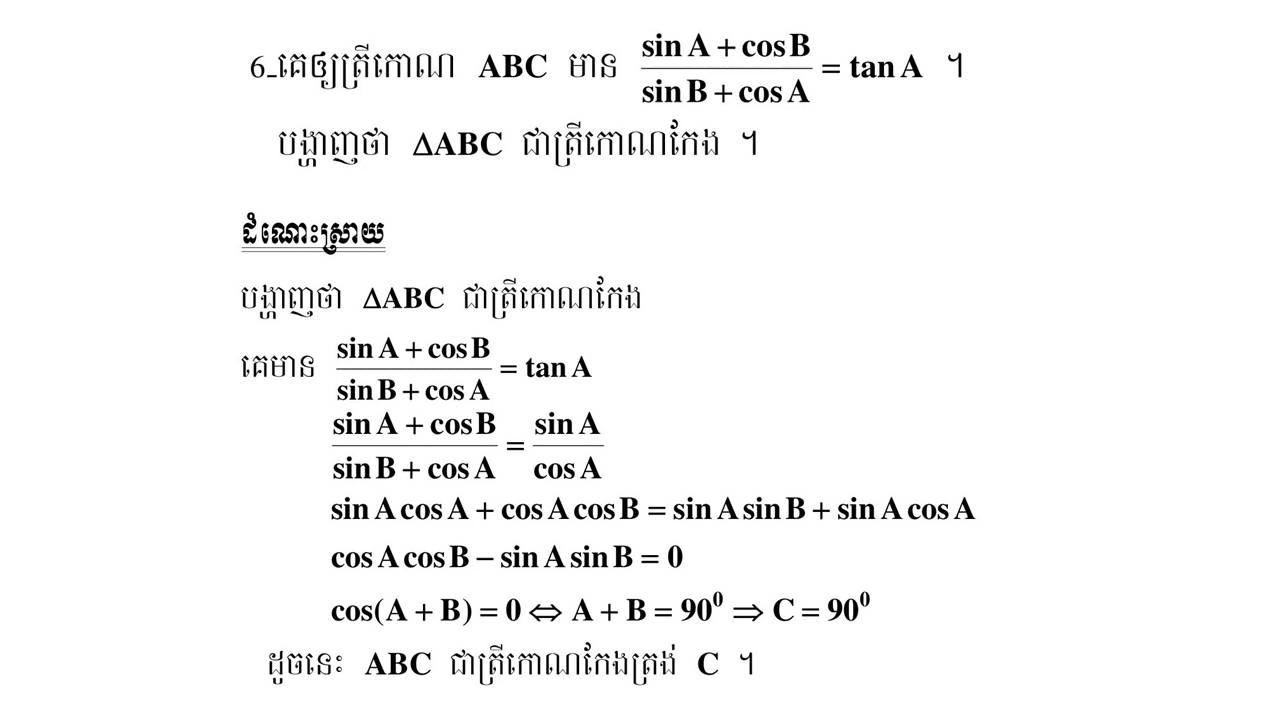 6_គេឲ្យត្រីកោណ ABC មាន (sin A + cos B)/(sin B + cos A) = tan A ។
បង្ហាញថា ΔABC ជាត្រីកោណកែង ។
ដំណោះស្រាយ
បង្ហាញថា ΔABC ជាត្រីកោណកែង
គេមាន (sin A + cos B)/(sin B + cos A) = tan A
(sin A + cos B)/(sin B + cos A) = sin A/cos A
sin A cos A + cos A cos B = sin A sin B + sin A cos A
cos A cos B − sin A sin B = 0
cos(A + B) = 0 ⇔ A + B = 90⁰ ⇒ C = 90⁰
ដូចនេះ ABC ជាត្រីកោណកែងត្រង់ C ។